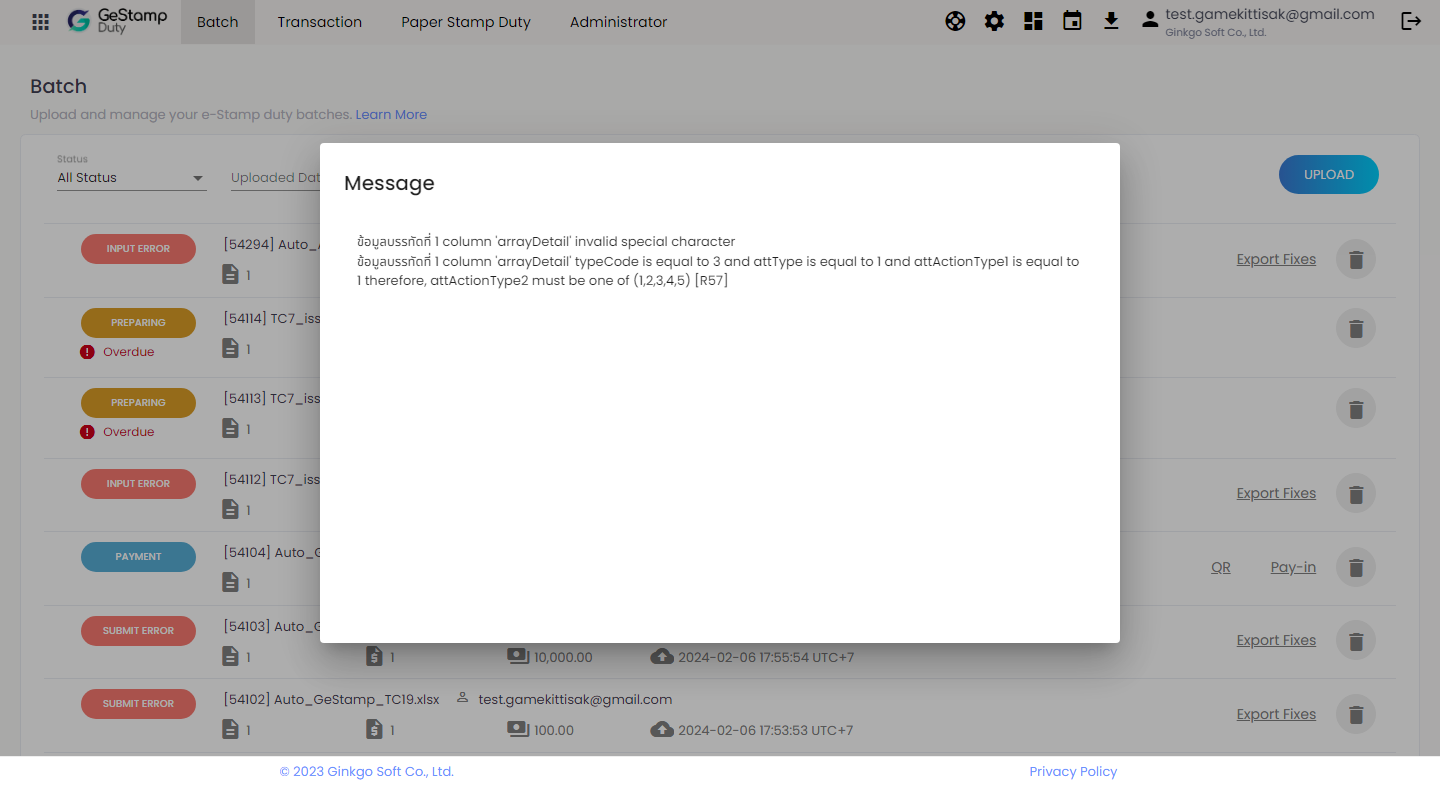 GeStamp
Duty
Batch
Transaction
Paper Stamp Duty
Administrator
test.gamekittisak@gmail.com
Ginkgo Soft Co., Ltd.
Batch
Upload and manage your e-Stamp duty batches. Learn More
Status
All Status
Uploaded Dat
UPLOAD
Message
ข้อมูลบรรทัดที่ 1 column 'arrayDetail' invalid special character
ข้อมูลบรรทัดที่ 1 column 'arrayDetail' typeCode is equal to 3 and attType is equal to 1 and attActionType1 is equal to
1 therefore, attActionType2 must be one of (1,2,3,4,5) [R57]
INPUT ERROR
[54294] Auto_
1
Export Fixes
PREPARING
Overdue
[54114] TC7_iss
1
PREPARING
Overdue
[54113] TC7_iss
1
INPUT ERROR
[54112] TC7_iss
1
Export Fixes
PAYMENT
[54104] Auto_G
1
QR
Pay-in
SUBMIT ERROR
[54103] Auto_G
1
1
10,000.00
2024-02-06 17:55:54 UTC+7
Export Fixes
SUBMIT ERROR
[54102] Auto_GeStamp_TC19.xlsx
test.gamekittisak@gmail.com
1
1
100.00
2024-02-06 17:53:53 UTC+7
Export Fixes
© 2023 Ginkgo Soft Co., Ltd.
Privacy Policy